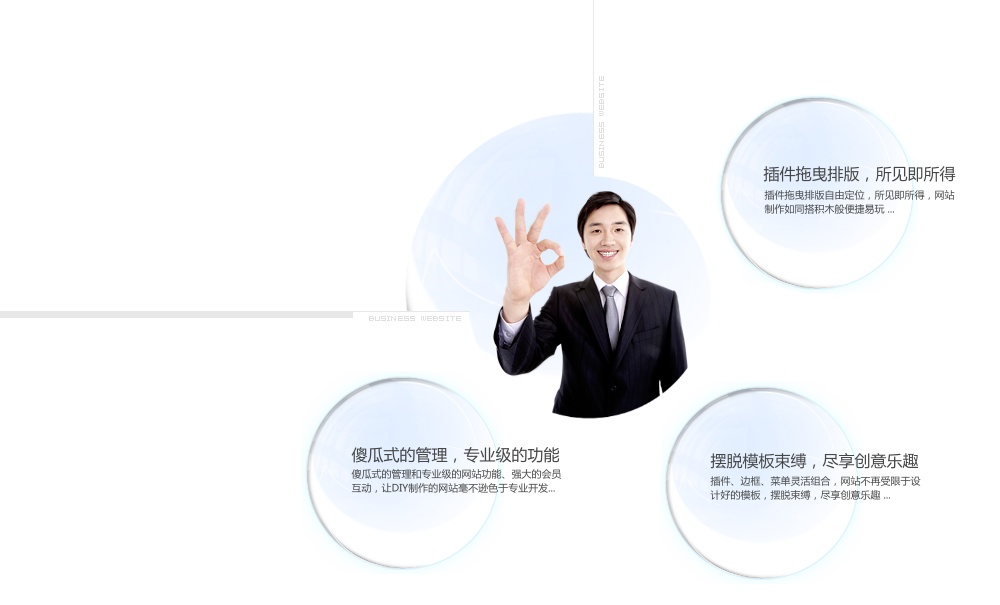 BUSINESS WEBSITE
插件拖曳排版，所见即所得
插件拖曳排版自由定位，所见即所得，网站
制作如同搭积木般便捷易玩 ...
BUSINESS WEBSITE
傻瓜式的管理，专业级的功能
傻瓜式的管理和专业级的网站功能、强大的会员
互动，让DIY制作的网站毫不逊色于专业开发...
摆脱模板束缚，尽享创意乐趣
插件、边框、菜单灵活组合，网站不再受限于设
计好的模板，摆脱束缚，尽享创意乐趣 ...